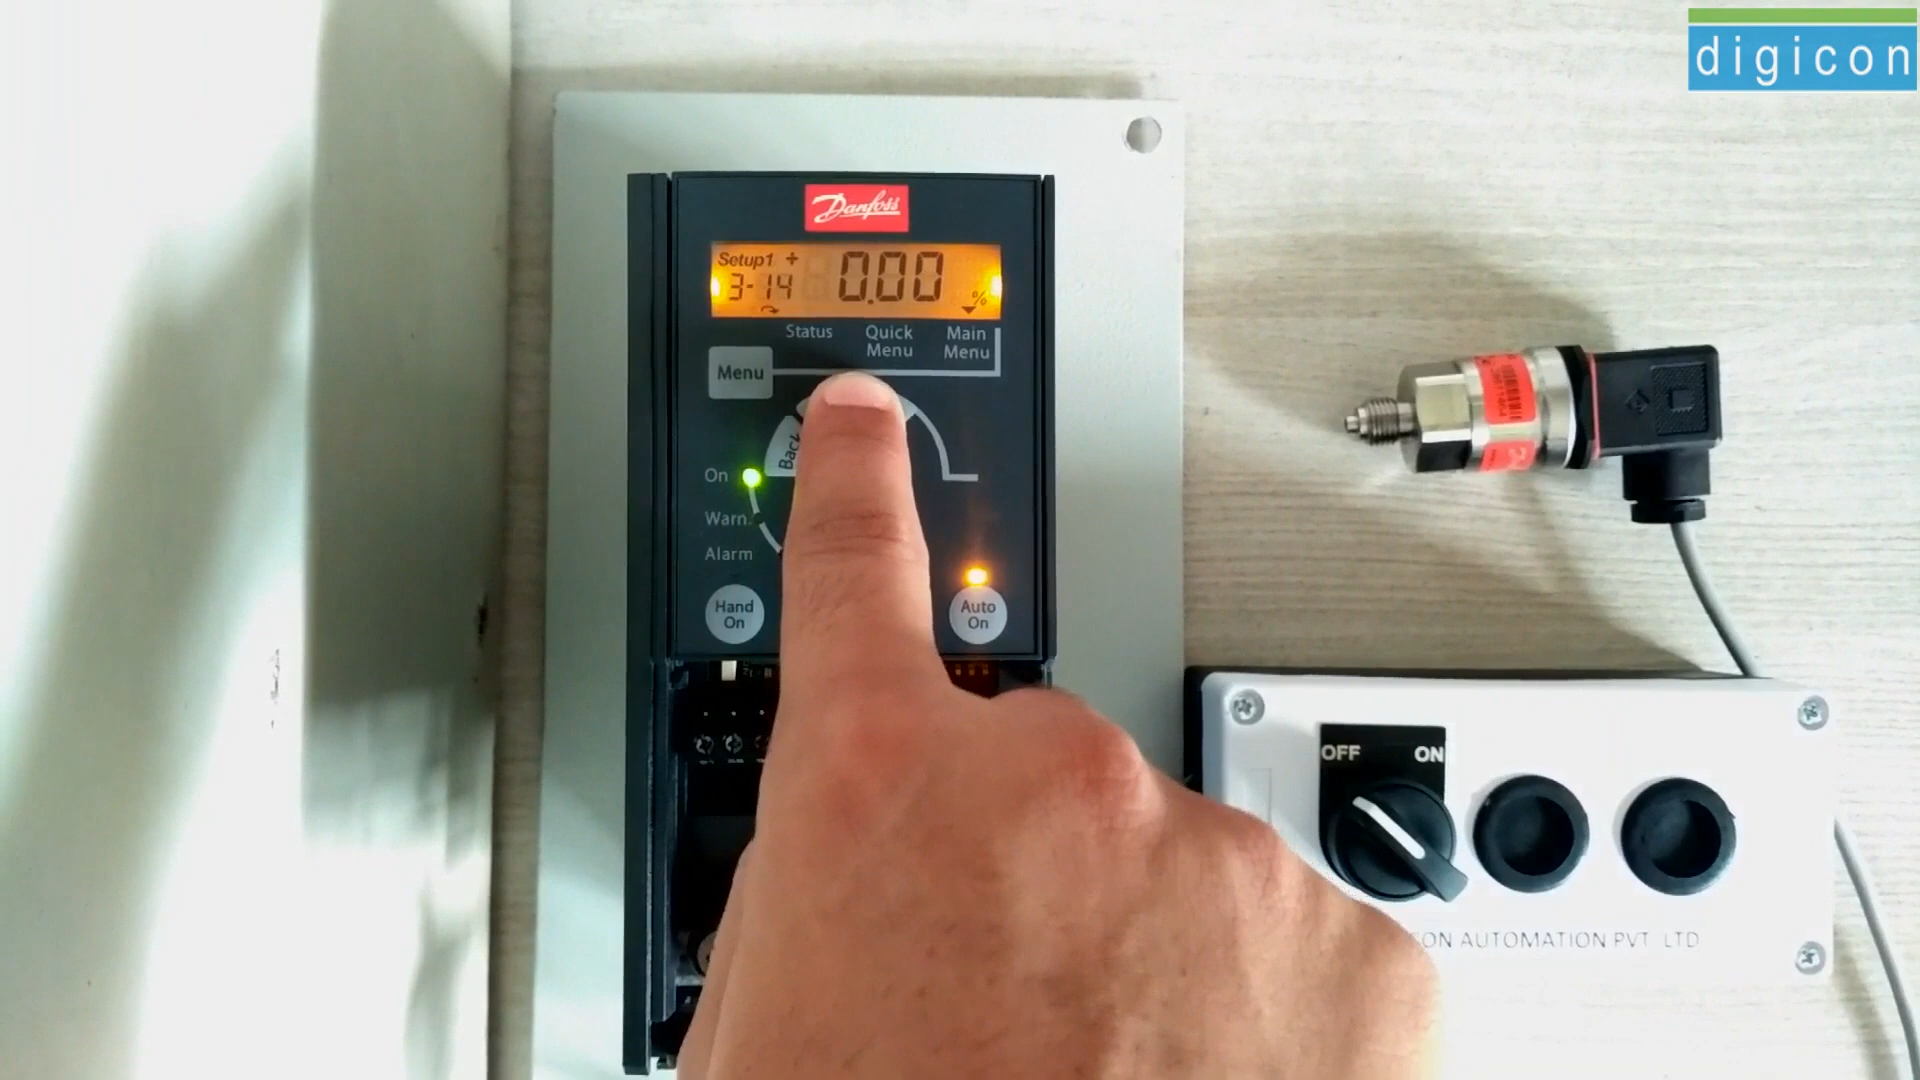 digicon
Danfoss
Setup1 +
3-14 0.00 %
Status Quick Menu Main Menu
Menu
Back
On
Warn.
Alarm
Hand On
Auto On
OFF ON
CON AUTOMATION PVT LTD